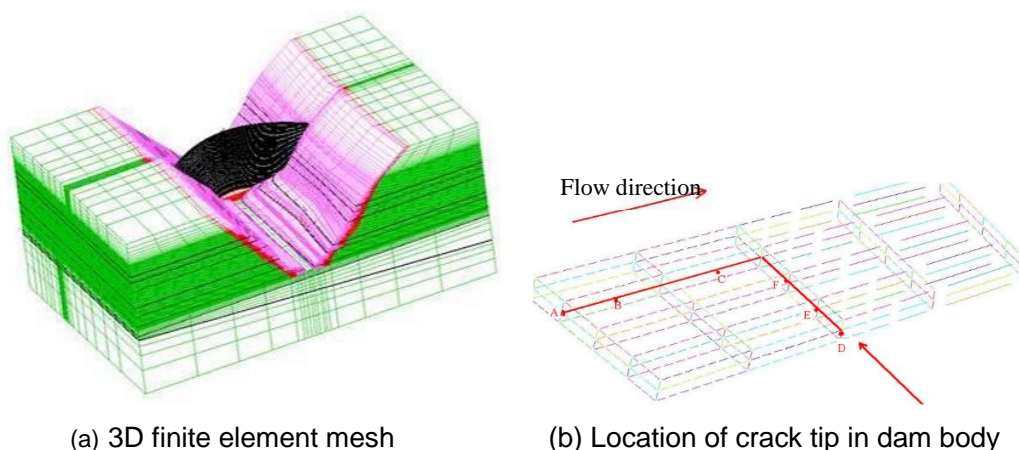 Flow direction
A
B
C
F
E
D
(a) 3D finite element mesh
(b) Location of crack tip in dam body